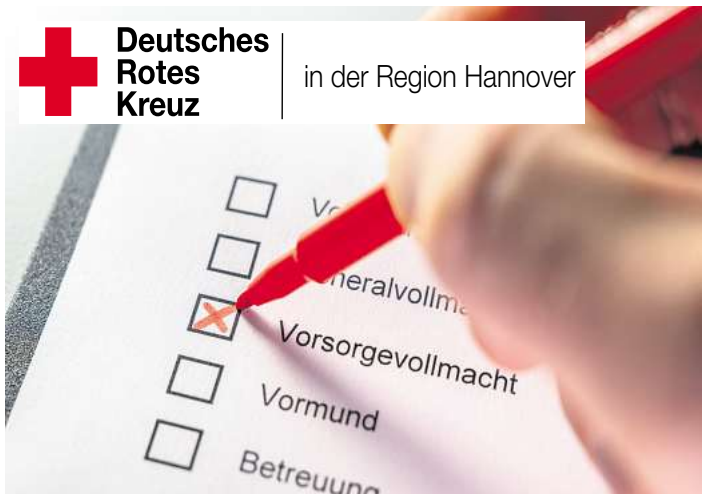 Deutsches
Rotes
Kreuz
in der Region Hannover
Vorsorgevollmacht
Vormund